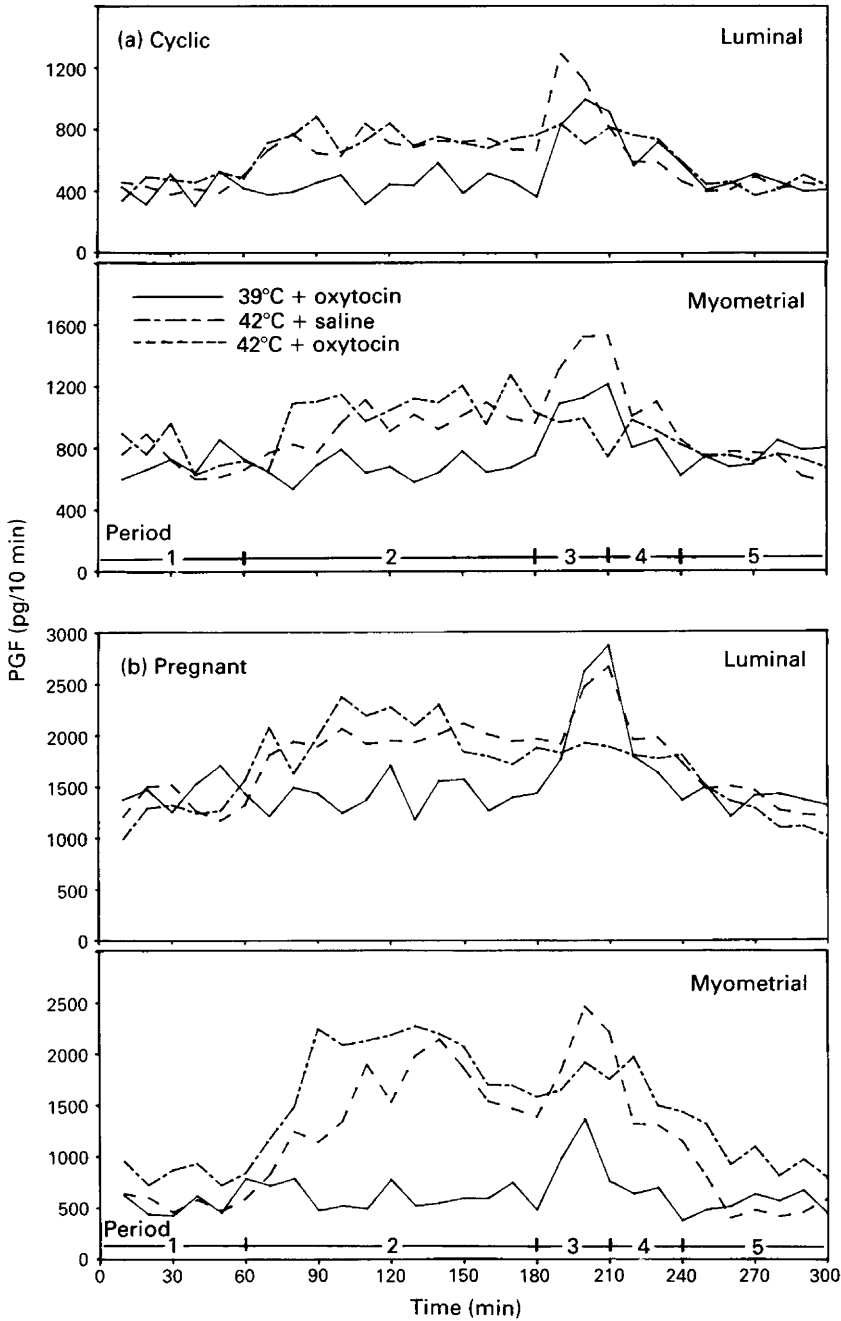 (a) Cyclic
Luminal
1200
800
400
0
39°C + oxytocin
42°C + saline
42°C + oxytocin
Myometrial
1600
1200
800
400
0
Period
1
2
3
4
5
PGF (pg/10 min)
(b) Pregnant
Luminal
3000
2500
2000
1500
1000
500
0
Myometrial
2500
2000
1500
1000
500
0
Period
1
2
3
4
5
0 30 60 90 120 150 180 210 240 270 300
Time (min)